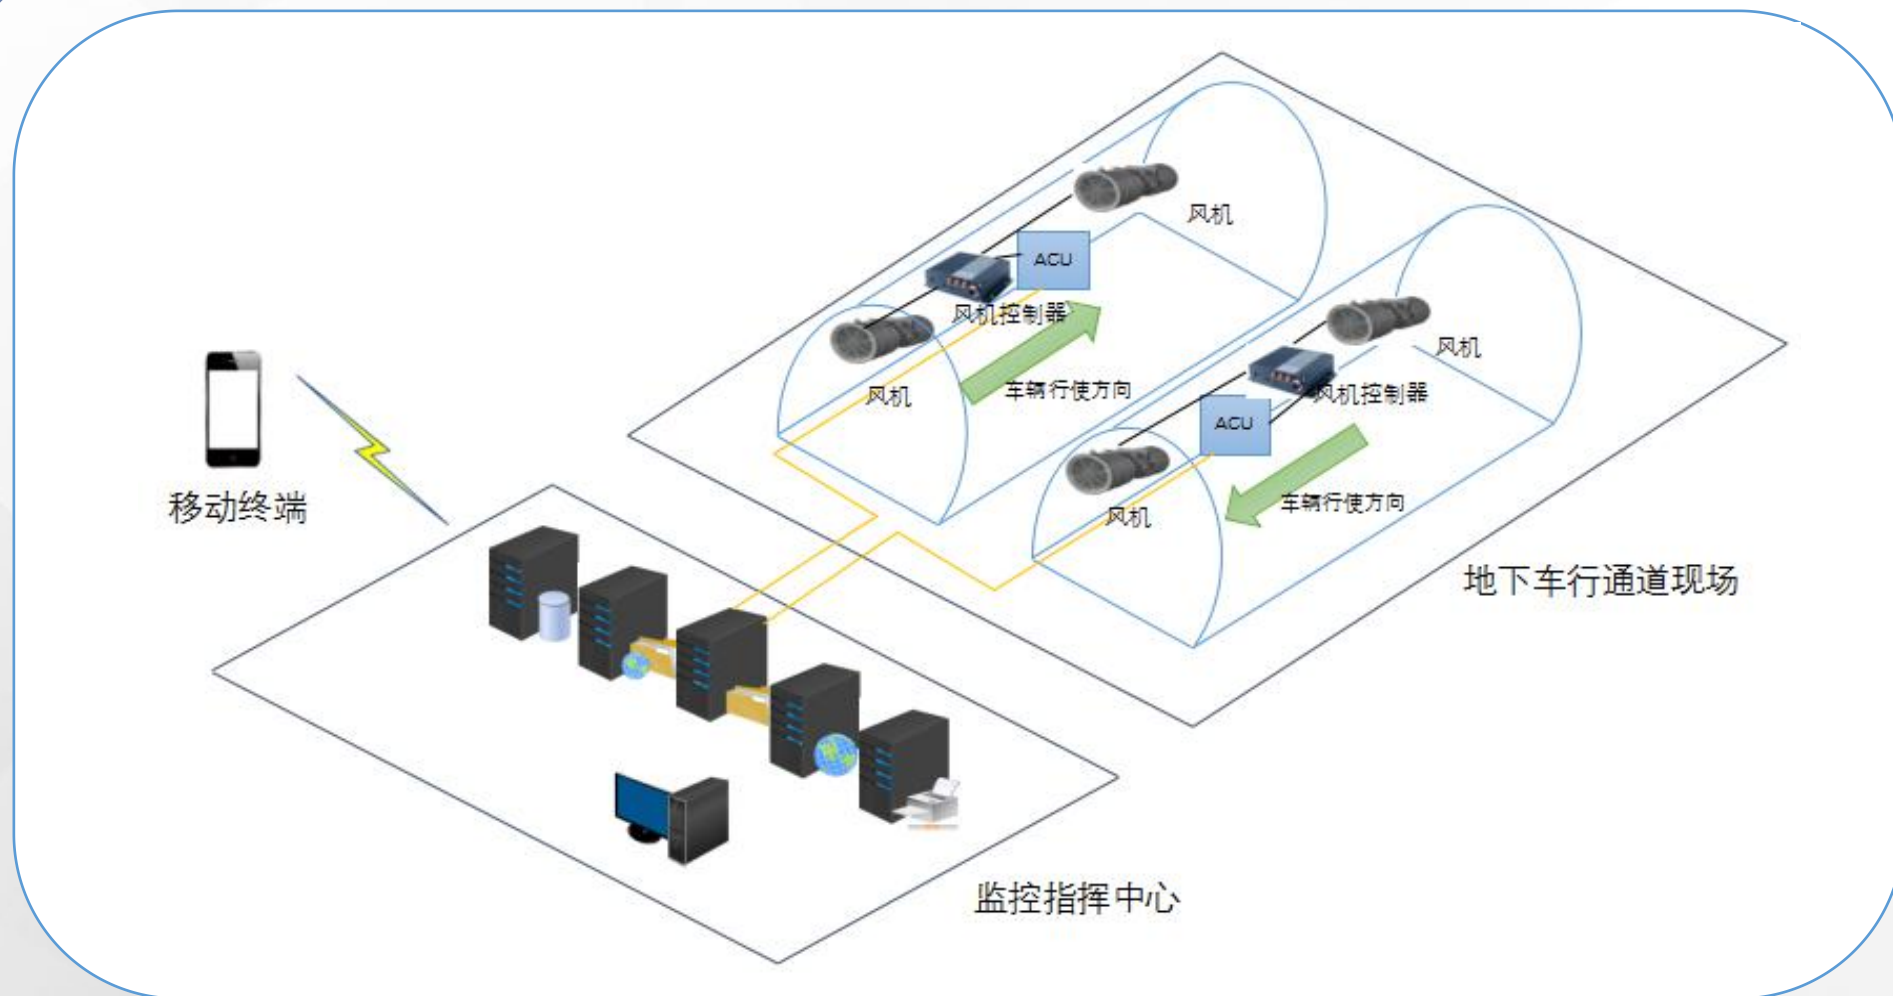 风机
ACU
风机控制器
风机
车辆行使方向
风机
风机控制器
ACU
车辆行使方向
风机
移动终端
地下车行通道现场
监控指挥中心